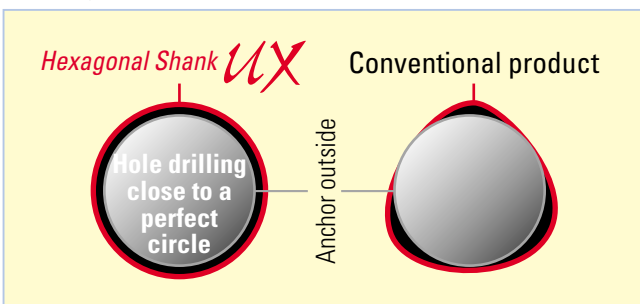 Hexagonal Shank UX
Conventional product
Hole drilling
close to a
perfect
circle
Anchor outside